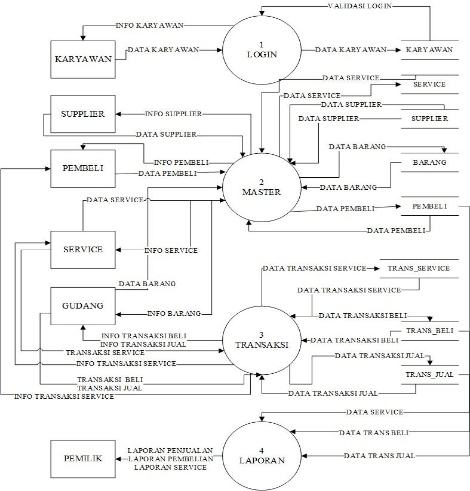 VALIDASI LOGIN
INFO KARYAWAN
1
LOGIN
KARYAWAN
DATA KARYAWAN
DATA KARYAWAN
KARYAWAN
DATA SERVICE
SERVICE
DATA SERVICE
DATA SUPPLIER
SUPPLIER
INFO SUPPLIER
DATA SUPPLIER
SUPPLIER
DATA SUPPLIER
DATA BARANG
PEMBELI
INFO PEMBELI
DATA PEMBELI
2
MASTER
BARANG
DATA BARANG
DATA SERVICE
DATA PEMBELI
PEMBELI
DATA PEMBELI
SERVICE
INFO SERVICE
DATA TRANSAKSI SERVICE
TRANS_SERVICE
DATA BARANG
DATA TRANSAKSI SERVICE
GUDANG
INFO BARANG
DATA TRANSAKSI BELI
TRANS_BELI
INFO TRANSAKSI BELI
INFO TRANSAKSI JUAL
TRANSAKSI SERVICE
3
TRANSAKSI
DATA TRANSAKSI BELI
DATA TRANSAKSI JUAL
INFO TRANSAKSI SERVICE
TRANS_JUAL
TRANSAKSI BELI
TRANSAKSI JUAL
INFO TRANSAKSI SERVICE
DATA TRANSAKSI JUAL
DATA SERVICE
DATA TRANS BELI
PEMILIK
LAPORAN PENJUALAN
LAPORAN PEMBELIAN
LAPORAN SERVICE
4
LAPORAN
DATA TRANS JUAL